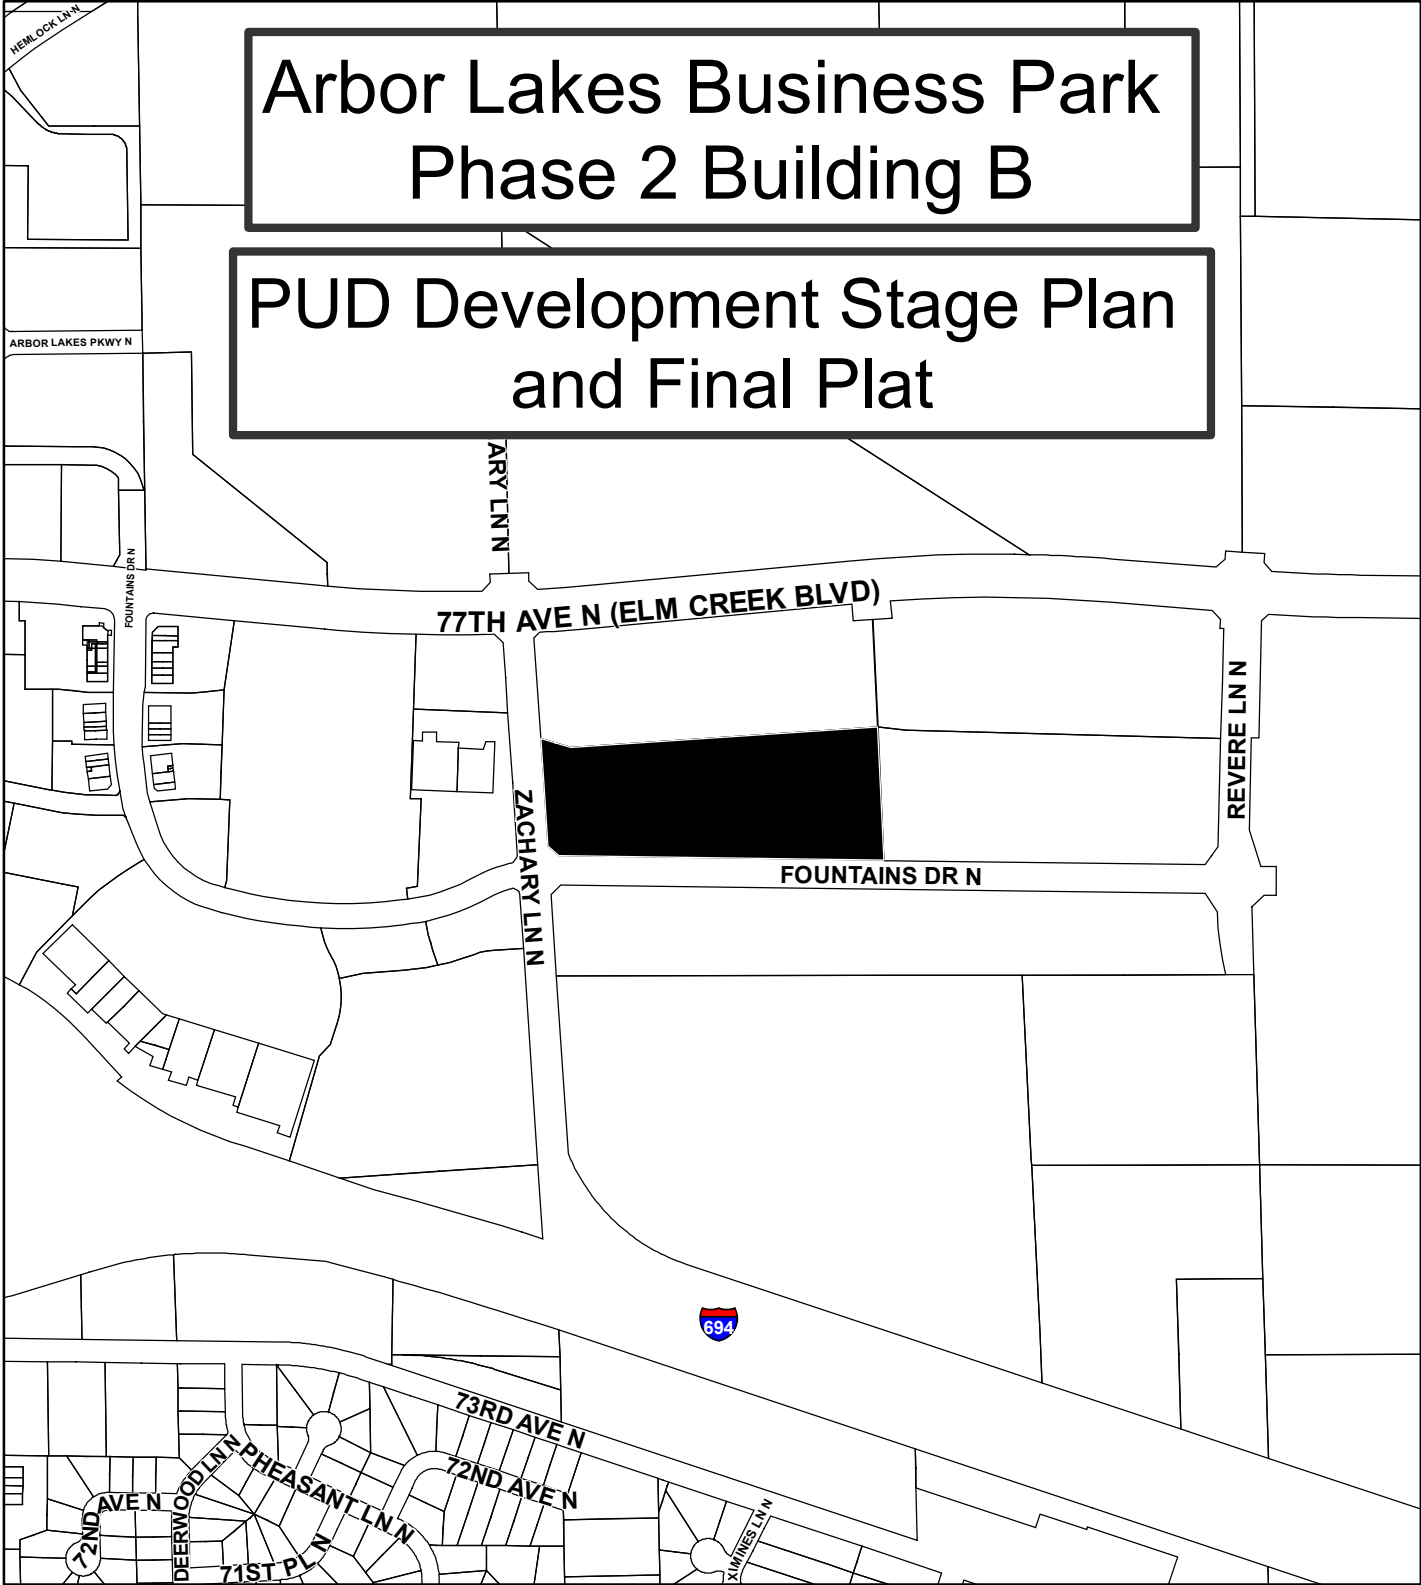 HEMLOCK LN N
Arbor Lakes Business Park
Phase 2 Building B
PUD Development Stage Plan
and Final Plat
ARBOR LAKES PKWY N
ARY LN N
FOUNTAINS DR N
77TH AVE N (ELM CREEK BLVD)
REVERE LN N
ZACHARY LN N
FOUNTAINS DR N
694
73RD AVE N
72ND AVE N
PHEASANT LN N
DEERWOOD LN N
72ND AVE N
71ST PL N
XIMINES LN N